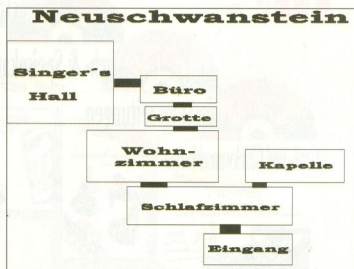 Neuschwanstein
Singer´s
Hall
Büro
Grotte
Wohn-
zimmer
Kapelle
Schlafzimmer
Eingang